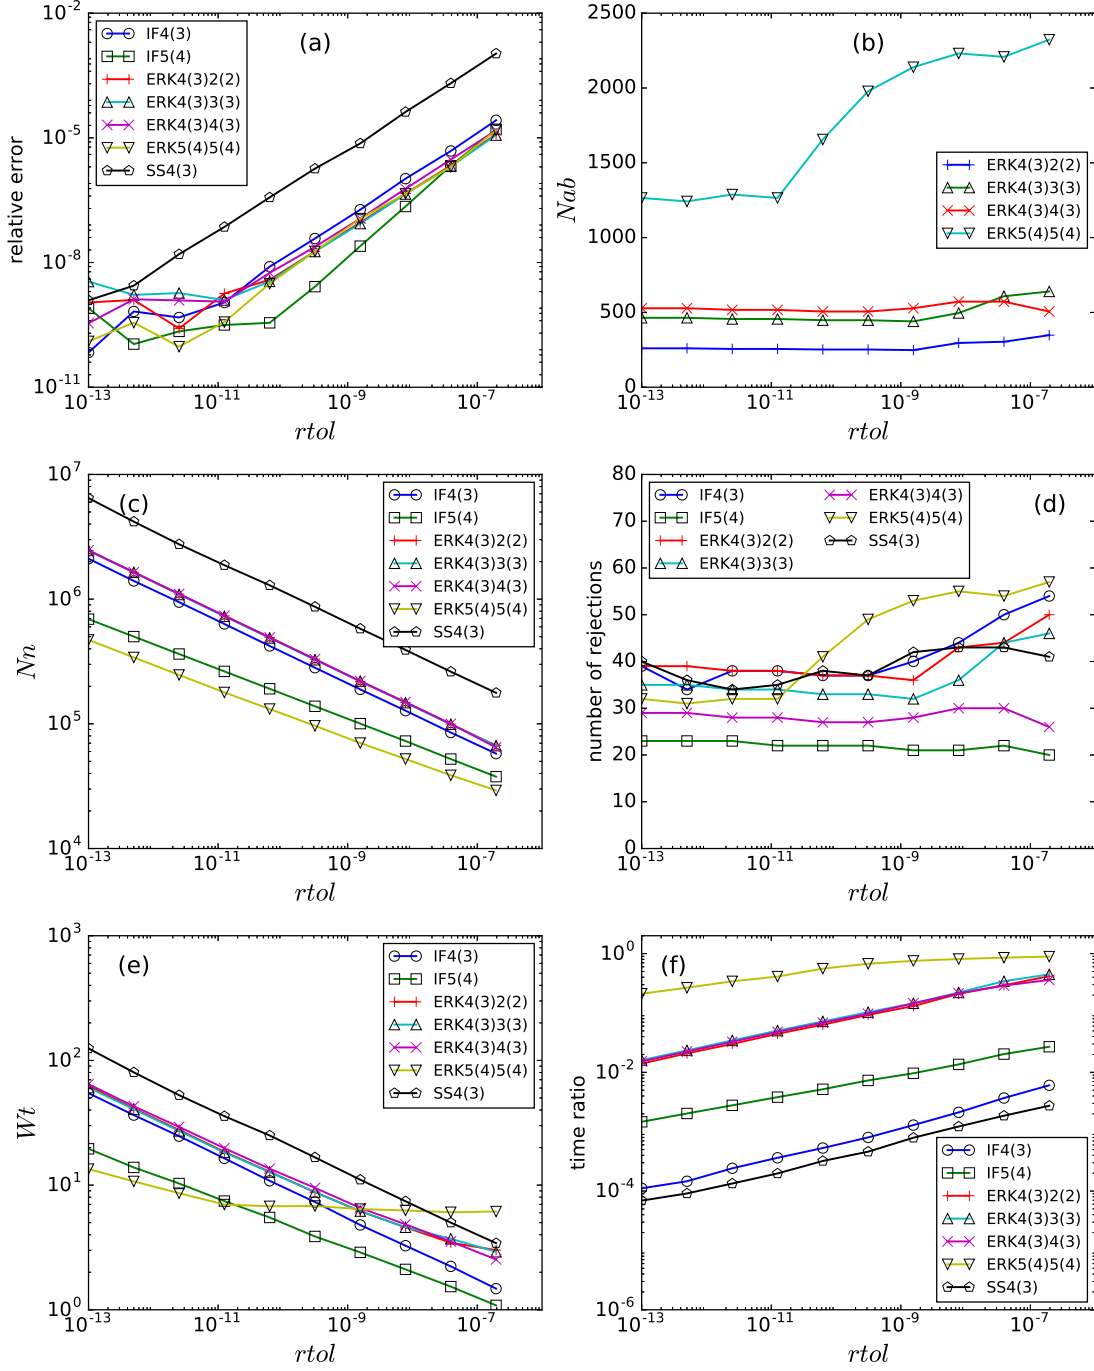 10^-2
10^-5
10^-8
10^-11
relative error
(a)
IF4(3)
IF5(4)
ERK4(3)2(2)
ERK4(3)3(3)
ERK4(3)4(3)
ERK5(4)5(4)
SS4(3)
10^-13 10^-11 10^-9 10^-7
rtol
2500
2000
1500
1000
500
0
Nab
(b)
ERK4(3)2(2)
ERK4(3)3(3)
ERK4(3)4(3)
ERK5(4)5(4)
10^-13 10^-11 10^-9 10^-7
rtol
10^7
10^6
10^5
10^4
Nn
(c)
IF4(3)
IF5(4)
ERK4(3)2(2)
ERK4(3)3(3)
ERK4(3)4(3)
ERK5(4)5(4)
SS4(3)
10^-13 10^-11 10^-9 10^-7
rtol
80
70
60
50
40
30
20
10
0
number of rejections
(d)
IF4(3)
IF5(4)
ERK4(3)2(2)
ERK4(3)3(3)
ERK4(3)4(3)
ERK5(4)5(4)
SS4(3)
10^-13 10^-11 10^-9 10^-7
rtol
10^3
10^2
10^1
10^0
Wt
(e)
IF4(3)
IF5(4)
ERK4(3)2(2)
ERK4(3)3(3)
ERK4(3)4(3)
ERK5(4)5(4)
SS4(3)
10^-13 10^-11 10^-9 10^-7
rtol
10^0
10^-2
10^-4
10^-6
time ratio
(f)
IF4(3)
IF5(4)
ERK4(3)2(2)
ERK4(3)3(3)
ERK4(3)4(3)
ERK5(4)5(4)
SS4(3)
10^-13 10^-11 10^-9 10^-7
rtol